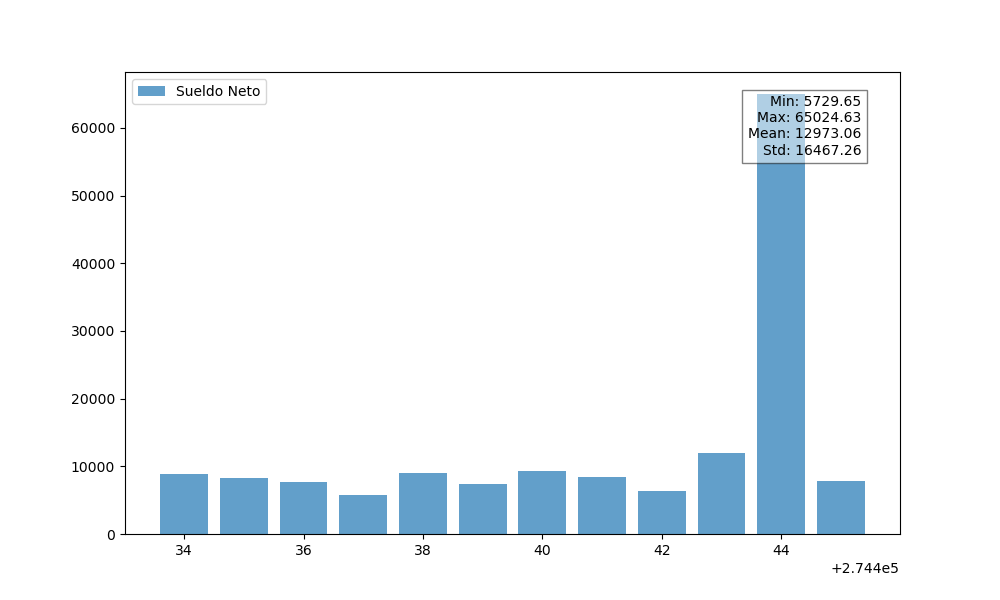 Sueldo Neto
Min: 5729.65
Max: 65024.63
Mean: 12973.06
Std: 16467.26
60000
50000
40000
30000
20000
10000
0
34 36 38 40 42 44
+2.744e5